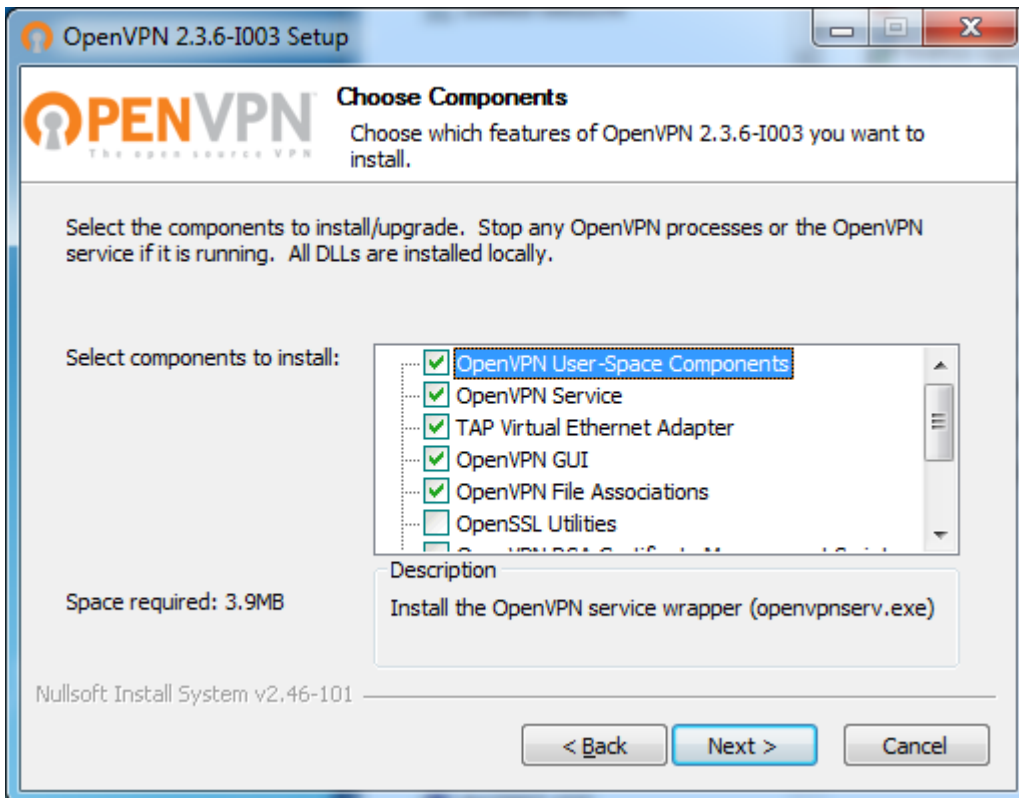 OpenVPN 2.3.6-I003 Setup
OPENVPN
The open source VPN
Choose Components
Choose which features of OpenVPN 2.3.6-I003 you want to
install.
Select the components to install/upgrade. Stop any OpenVPN processes or the OpenVPN
service if it is running. All DLLs are installed locally.
Select components to install:
OpenVPN User-Space Components
OpenVPN Service
TAP Virtual Ethernet Adapter
OpenVPN GUI
OpenVPN File Associations
OpenSSL Utilities
Space required: 3.9MB
Description
Install the OpenVPN service wrapper (openvpnserv.exe)
Nullsoft Install System v2.46-101
< Back
Next >
Cancel